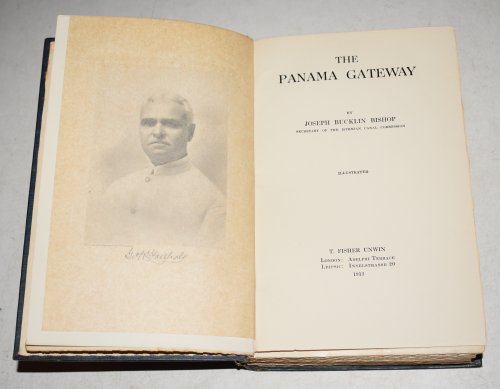 THE
PANAMA GATEWAY
BY
JOSEPH BUCKLIN BISHOP
SECRETARY OF THE ISTHMIAN CANAL COMMISSION
ILLUSTRATED
T. FISHER UNWIN
LONDON: ADELPHI TERRACE
LEIPSIC: INSELSTRASSE 20
1913